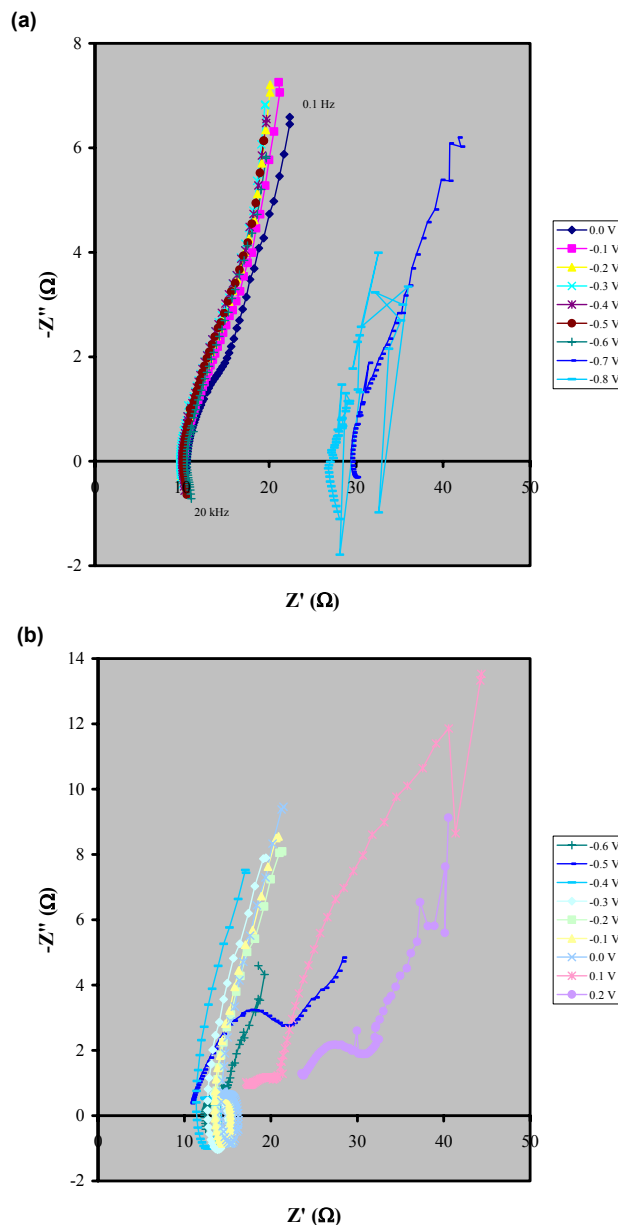 (a)
8
6
4
2
0
-2
0
10
20
30
40
50
-Z" (Ω)
Z' (Ω)
0.1 Hz
20 kHz
0.0 V
-0.1 V
-0.2 V
-0.3 V
-0.4 V
-0.5 V
-0.6 V
-0.7 V
-0.8 V
(b)
14
12
10
8
6
4
2
0
-2
0
10
20
30
40
50
-Z" (Ω)
Z' (Ω)
-0.6 V
-0.5 V
-0.4 V
-0.3 V
-0.2 V
-0.1 V
0.0 V
0.1 V
0.2 V